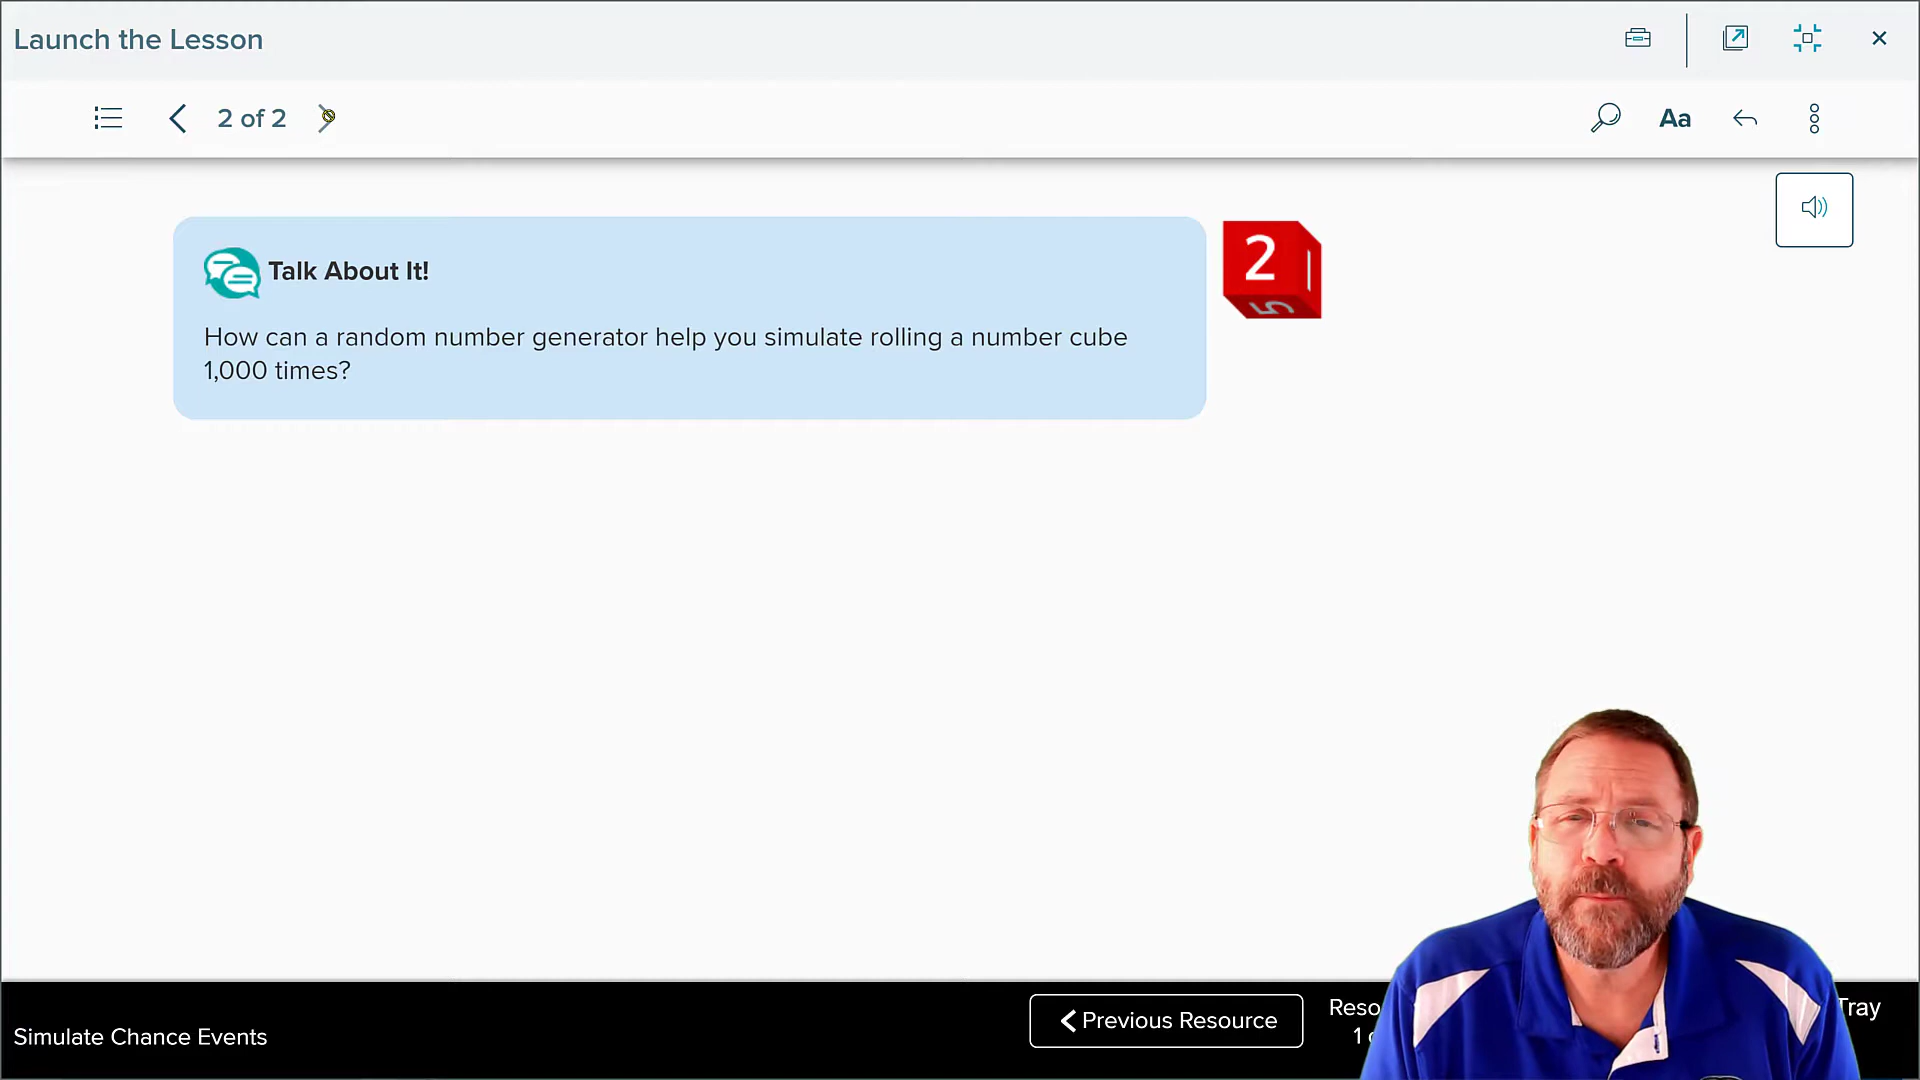 Launch the Lesson
2 of 2
Aa
Talk About It!
How can a random number generator help you simulate rolling a number cube
1,000 times?
2
5
Simulate Chance Events
Previous Resource
Tray